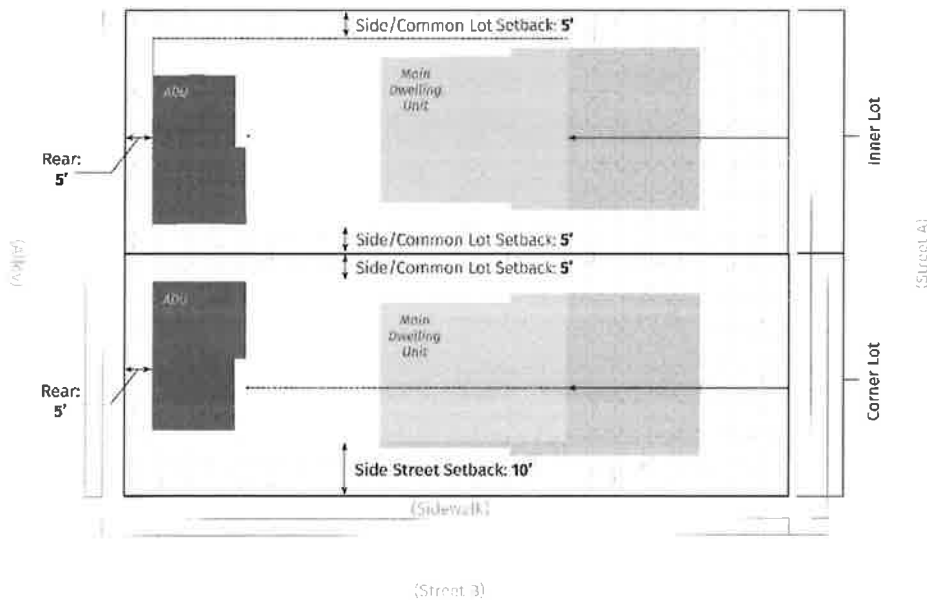 Side/Common Lot Setback: 5'
Main
Dwelling
Unit
ADU
Rear:
5'
Inner Lot
Side/Common Lot Setback: 5'
(Alley)
(Street A)
Side/Common Lot Setback: 5'
ADU
Main
Dwelling
Unit
Rear:
5'
Corner Lot
Side Street Setback: 10'
(Sidewalk)
(Street B)